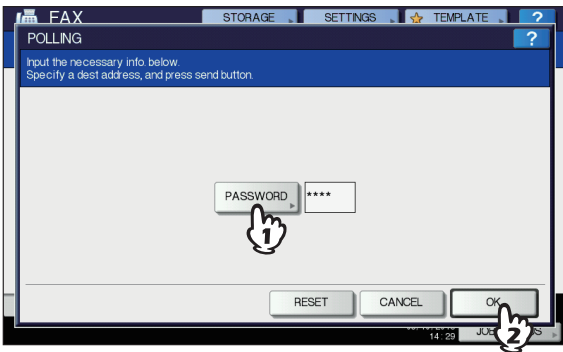 FAX STORAGE SETTINGS TEMPLATE ?
POLLING ?
Input the necessary info. below.
Specify a dest address, and press send button.
PASSWORD ****
1
RESET CANCEL OK
2
14:29